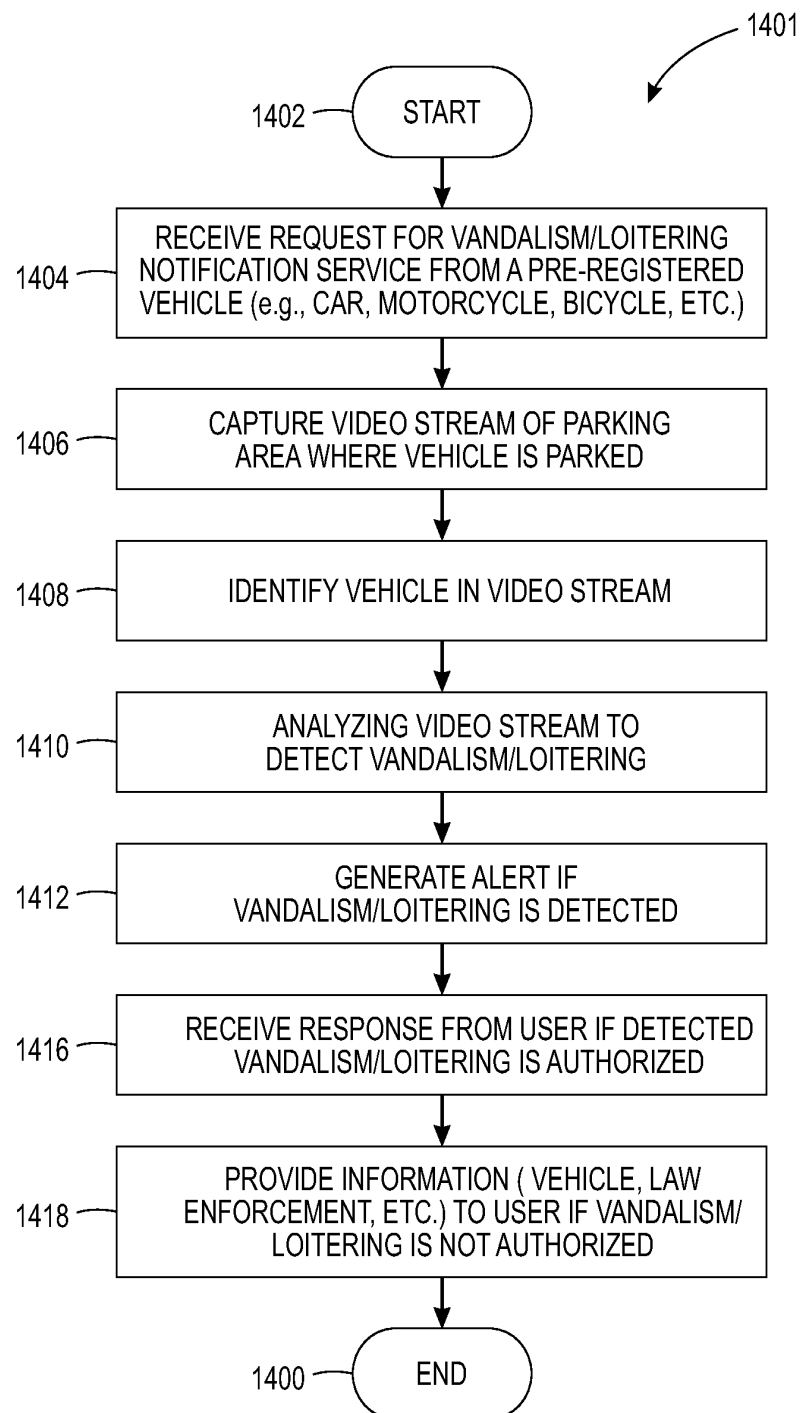 1401
1402
START
1404
RECEIVE REQUEST FOR VANDALISM/LOITERING
NOTIFICATION SERVICE FROM A PRE-REGISTERED
VEHICLE (e.g., CAR, MOTORCYCLE, BICYCLE, ETC.)
1406
CAPTURE VIDEO STREAM OF PARKING
AREA WHERE VEHICLE IS PARKED
1408
IDENTIFY VEHICLE IN VIDEO STREAM
1410
ANALYZING VIDEO STREAM TO
DETECT VANDALISM/LOITERING
1412
GENERATE ALERT IF
VANDALISM/LOITERING IS DETECTED
1416
RECEIVE RESPONSE FROM USER IF DETECTED
VANDALISM/LOITERING IS AUTHORIZED
1418
PROVIDE INFORMATION ( VEHICLE, LAW
ENFORCEMENT, ETC.) TO USER IF VANDALISM/
LOITERING IS NOT AUTHORIZED
1400
END